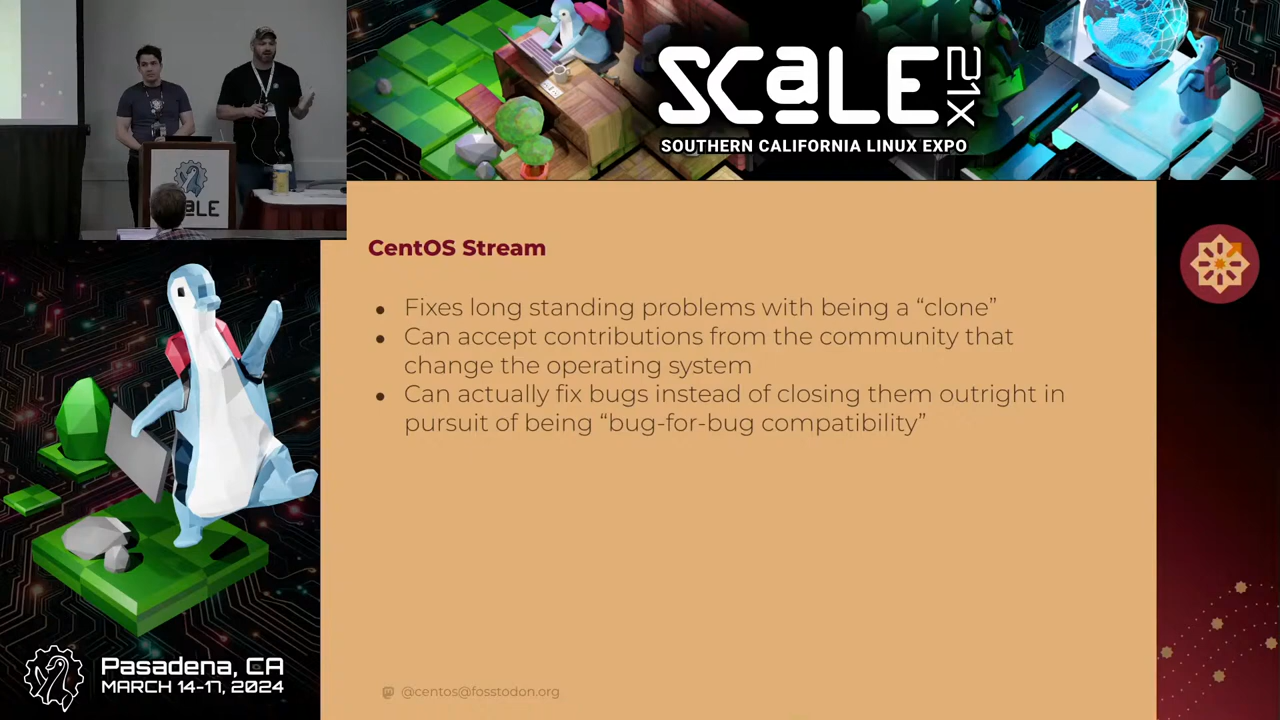 SCALE
21X
SOUTHERN CALIFORNIA LINUX EXPO
SCALE
CentOS Stream
● Fixes long standing problems with being a “clone”
● Can accept contributions from the community that
change the operating system
● Can actually fix bugs instead of closing them outright in
pursuit of being “bug-for-bug compatibility”
@centos@fosstodon.org
Pasadena, CA
MARCH 14-17, 2024